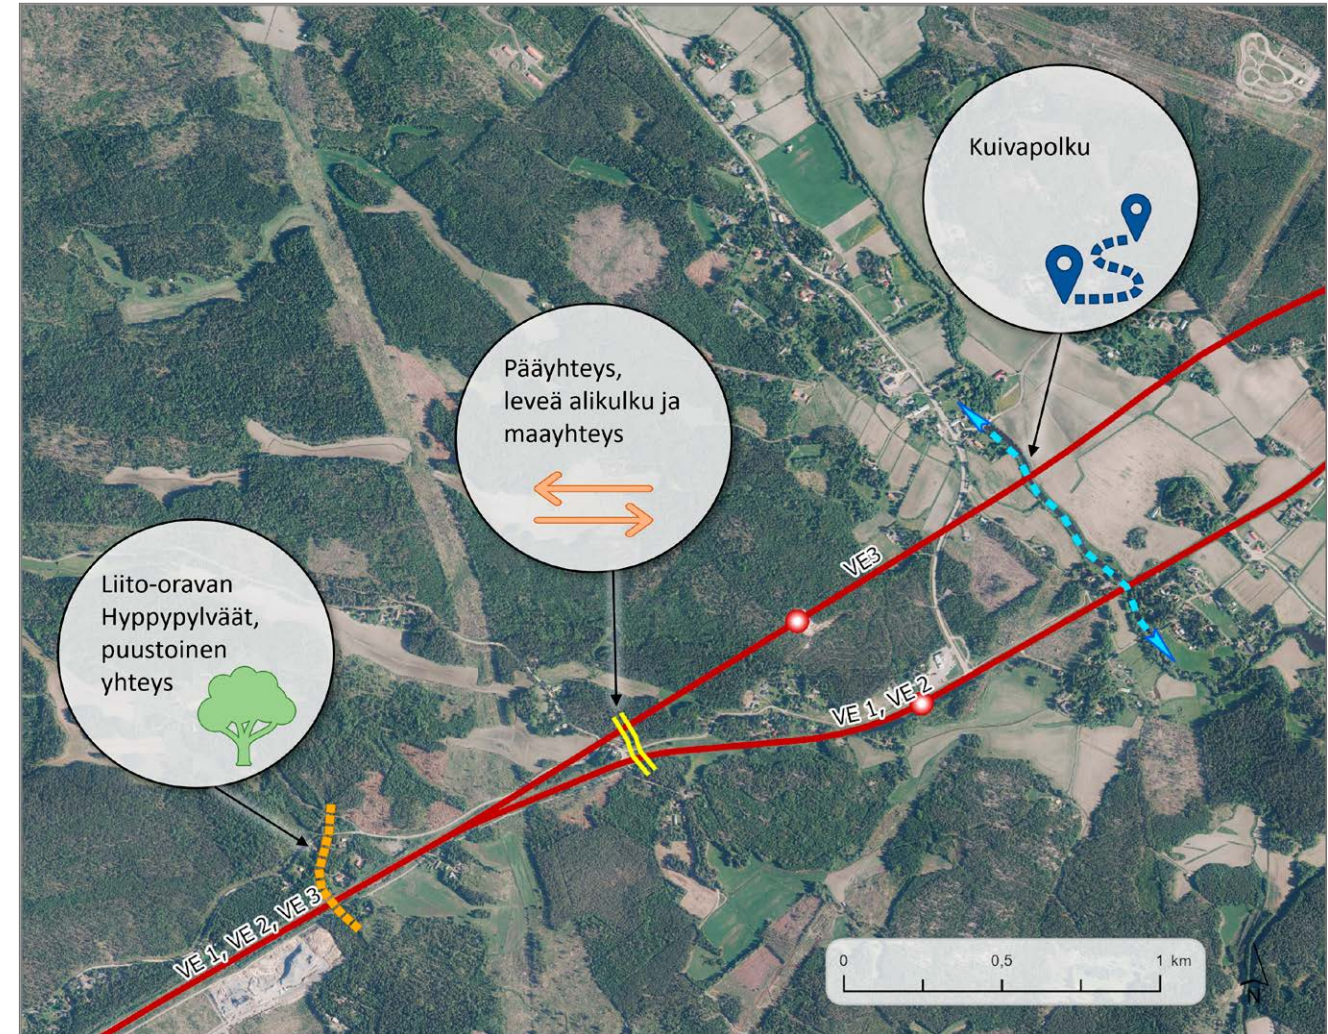 Kuivapolku
Pääyhteys,
leveä alikulku ja
maayhteys
Liito-oravan
Hyppypylväät,
puustoinen
yhteys
VE3
VE 1, VE 2
VE 1, VE 2, VE 3
0 0,5 1 km
N